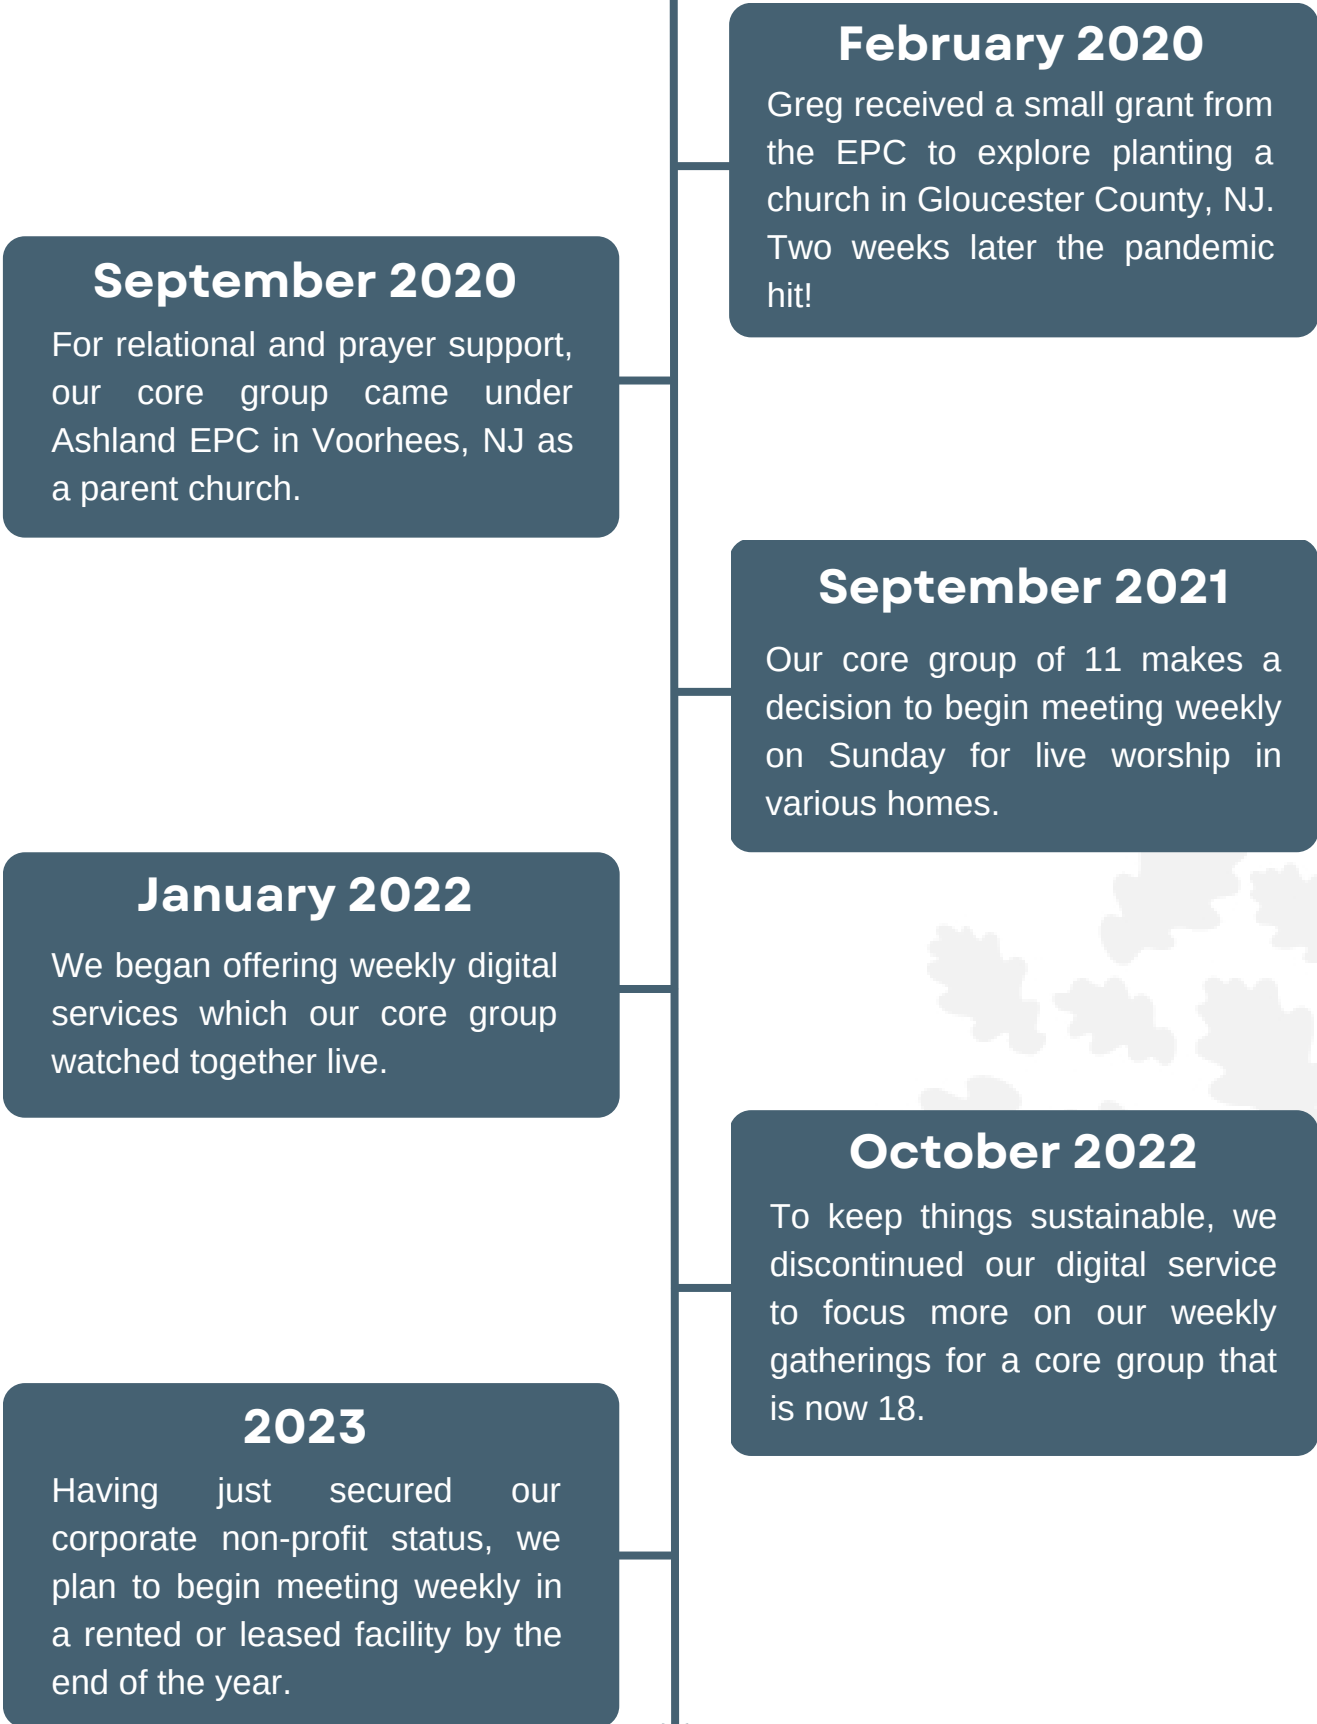 February 2020
Greg received a small grant from
the EPC to explore planting a
church in Gloucester County, NJ.
Two weeks later the pandemic
hit!
September 2020
For relational and prayer support,
our core group came under
Ashland EPC in Voorhees, NJ as
a parent church.
September 2021
Our core group of 11 makes a
decision to begin meeting weekly
on Sunday for live worship in
various homes.
January 2022
We began offering weekly digital
services which our core group
watched together live.
October 2022
To keep things sustainable, we
discontinued our digital service
to focus more on our weekly
gatherings for a core group that
is now 18.
2023
Having just secured our
corporate non-profit status, we
plan to begin meeting weekly in
a rented or leased facility by the
end of the year.